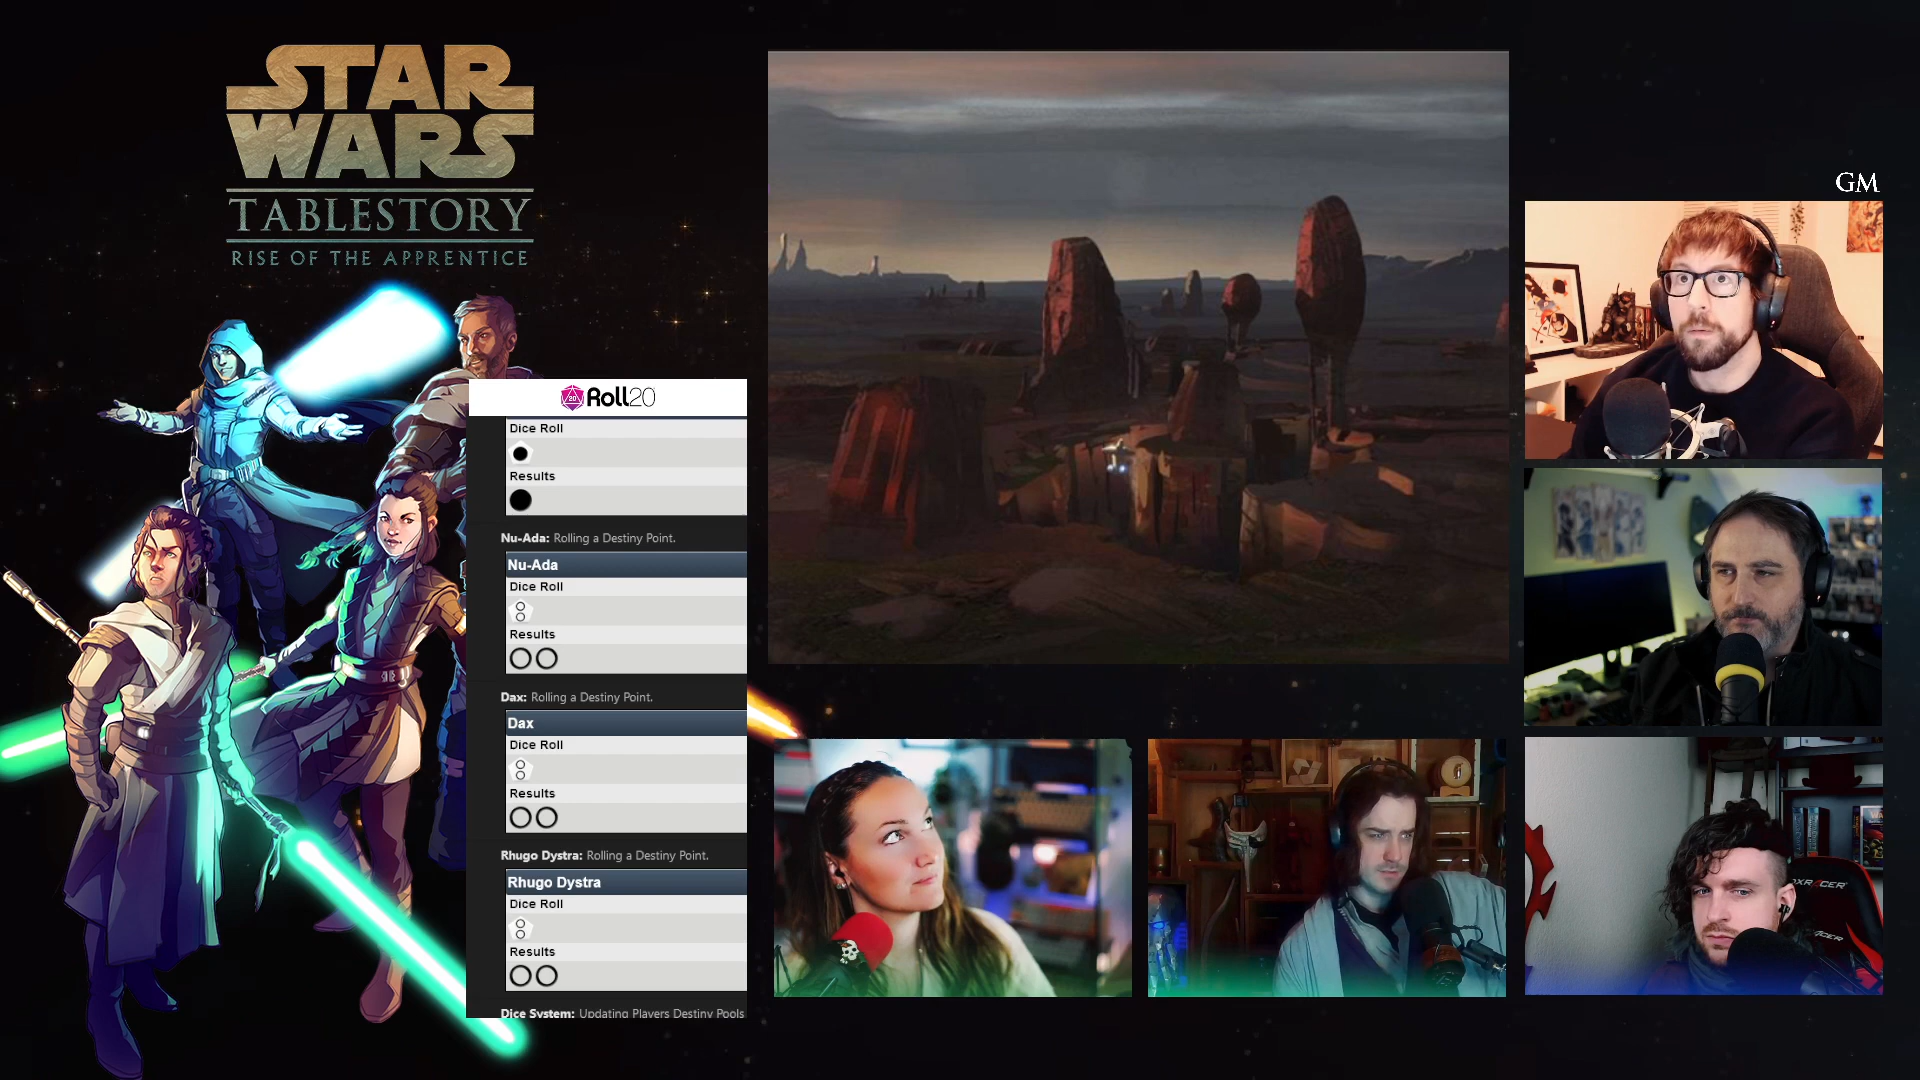 STAR
WARS
TABLESTORY
RISE OF THE APPRENTICE
GM
20 Roll20
Dice Roll
Results
Nu-Ada: Rolling a Destiny Point.
Nu-Ada
Dice Roll
Results
Dax: Rolling a Destiny Point.
Dax
Dice Roll
Results
Rhugo Dystra: Rolling a Destiny Point.
Rhugo Dystra
Dice Roll
Results
Dice System: Updating Players Destiny Pools